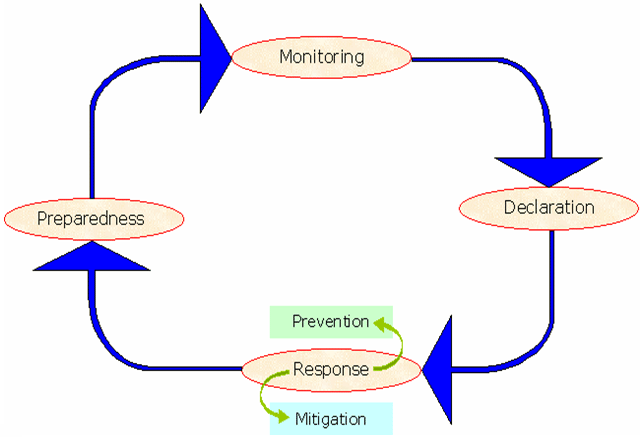 Monitoring
Preparedness
Declaration
Prevention
Response
Mitigation